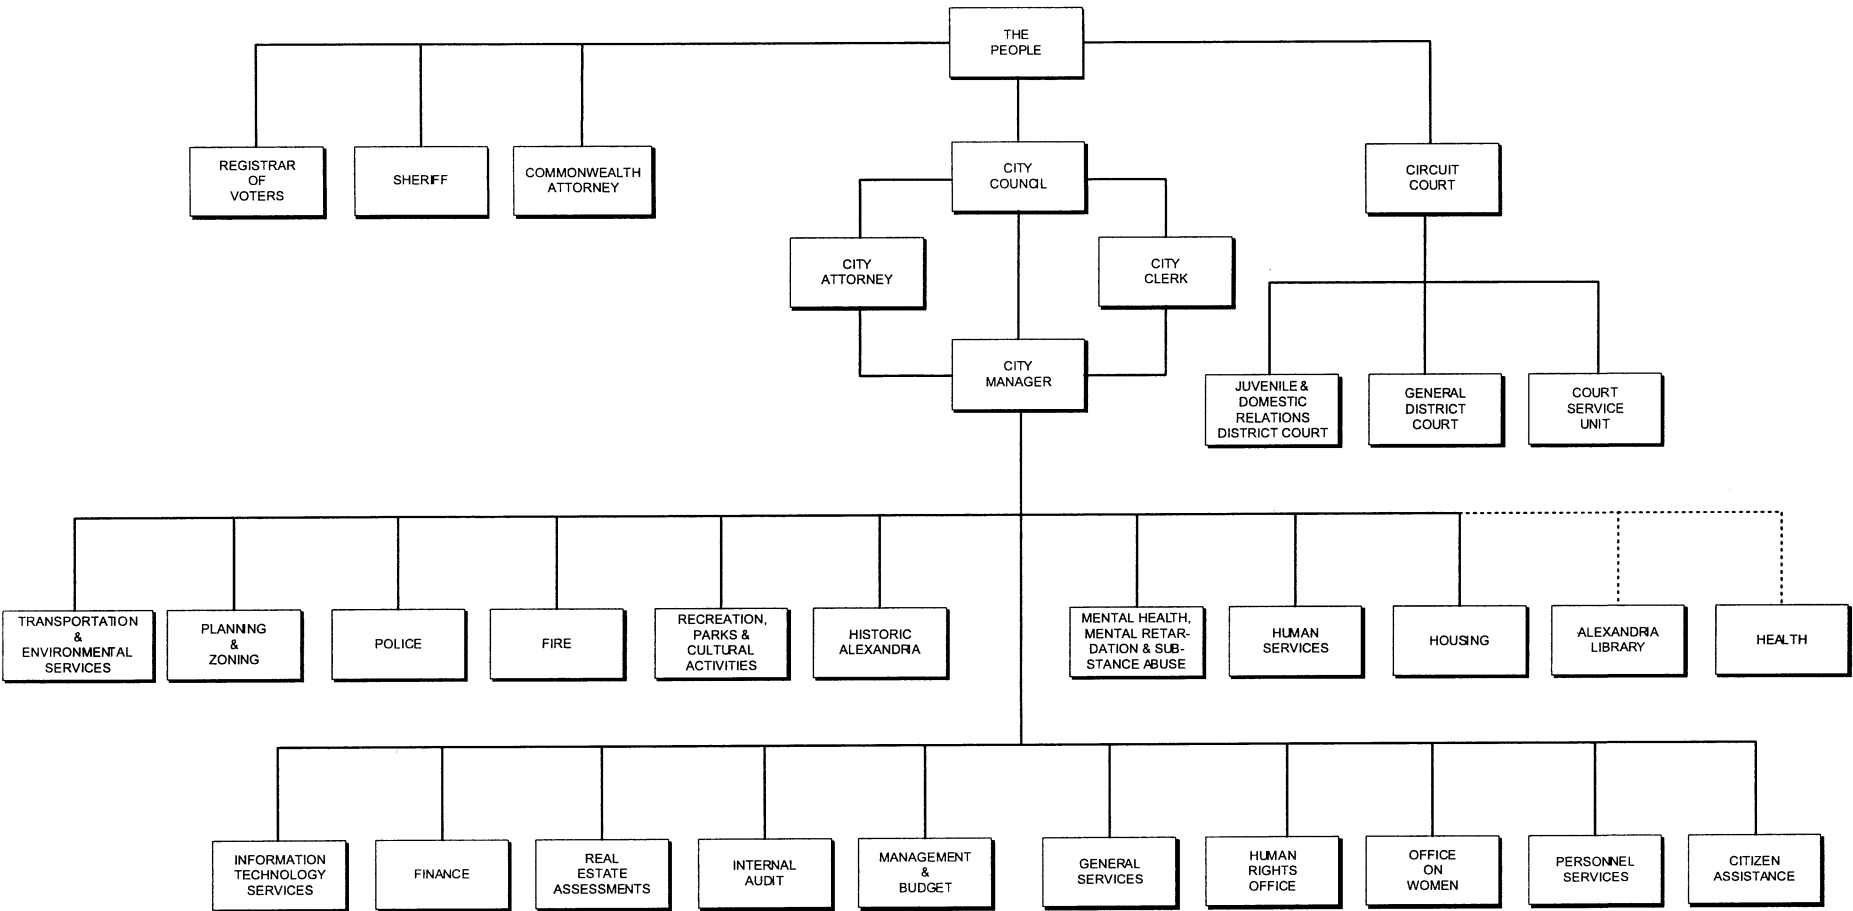 THE
PEOPLE
REGISTRAR
OF
VOTERS
SHERIFF
COMMONWEALTH
ATTORNEY
CITY
COUNCIL
CIRCUIT
COURT
CITY
ATTORNEY
CITY
CLERK
CITY
MANAGER
JUVENILE &
DOMESTIC
RELATIONS
DISTRICT COURT
GENERAL
DISTRICT
COURT
COURT
SERVICE
UNIT
TRANSPORTATION
&
ENVIRONMENTAL
SERVICES
PLANNING
&
ZONING
POLICE
FIRE
RECREATION,
PARKS &
CULTURAL
ACTIVITIES
HISTORIC
ALEXANDRIA
MENTAL HEALTH,
MENTAL RETAR-
DATION & SUB-
STANCE ABUSE
HUMAN
SERVICES
HOUSING
ALEXANDRIA
LIBRARY
HEALTH
INFORMATION
TECHNOLOGY
SERVICES
FINANCE
REAL
ESTATE
ASSESSMENTS
INTERNAL
AUDIT
MANAGEMENT
&
BUDGET
GENERAL
SERVICES
HUMAN
RIGHTS
OFFICE
OFFICE
ON
WOMEN
PERSONNEL
SERVICES
CITIZEN
ASSISTANCE